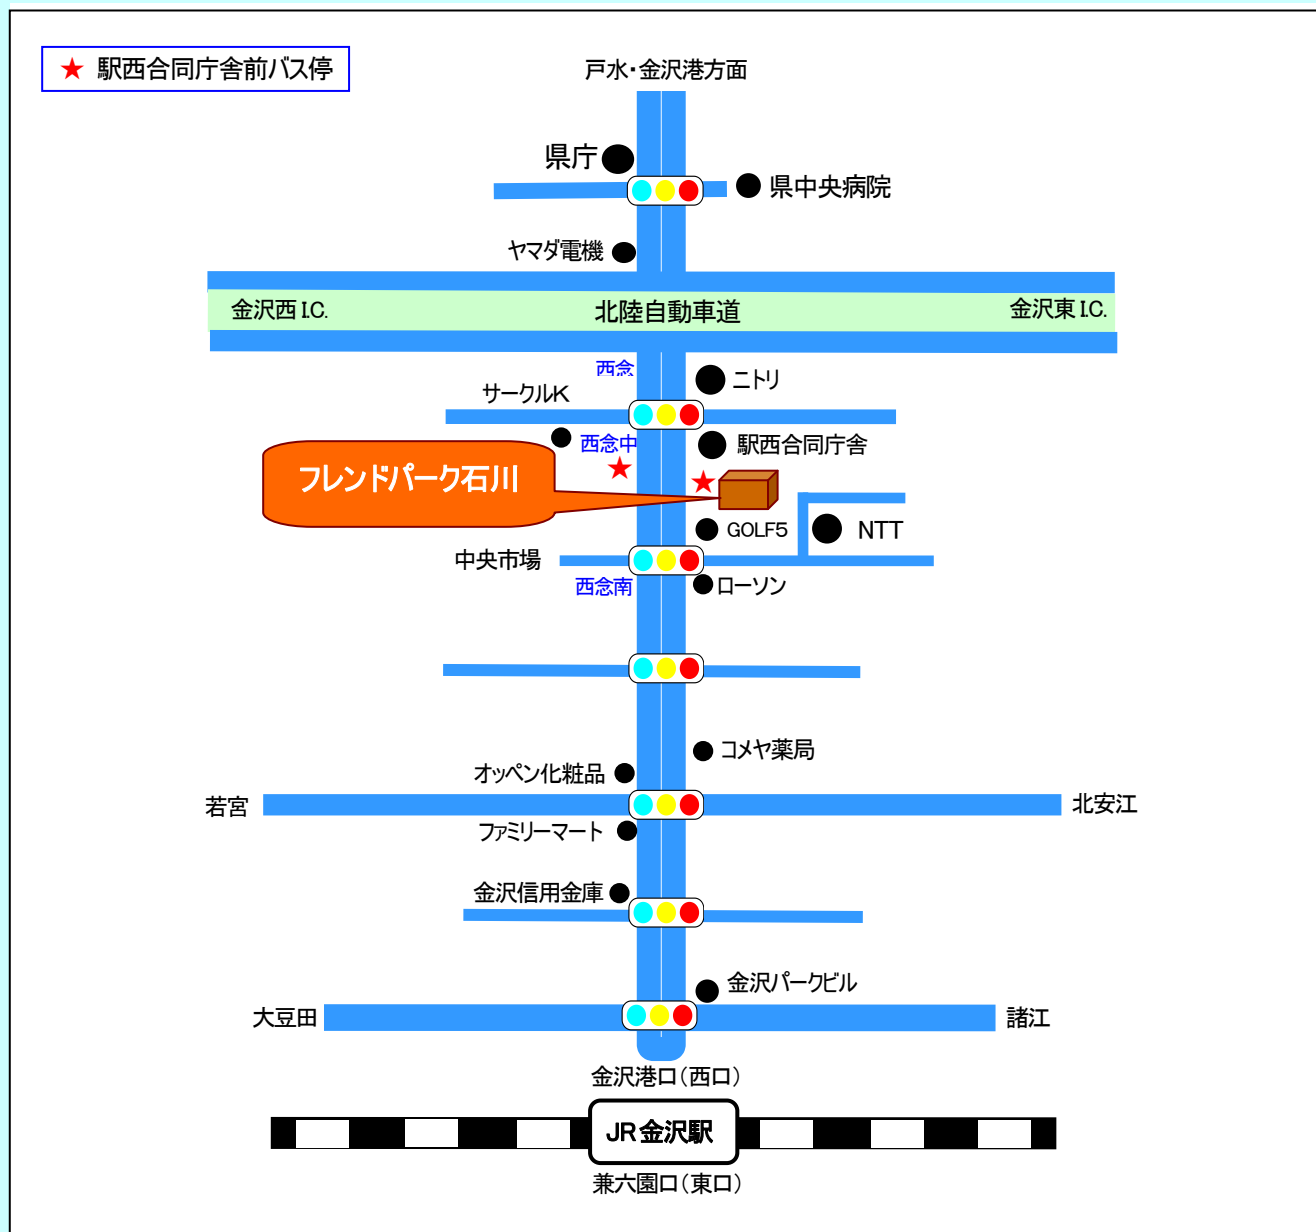 ★ 駅西合同庁舎前バス停
戸水・金沢港方面
県庁
県中央病院
ヤマダ電機
金沢西 I.C.
北陸自動車道
金沢東 I.C.
西念
ニトリ
サークルK
西念中
駅西合同庁舎
フレンドパーク石川
GOLF5
NTT
中央市場
西念南
ローソン
コメヤ薬局
オッペン化粧品
若宮
北安江
ファミリーマート
金沢信用金庫
金沢パークビル
大豆田
諸江
金沢港口（西口）
JR 金沢駅
兼六園口（東口）